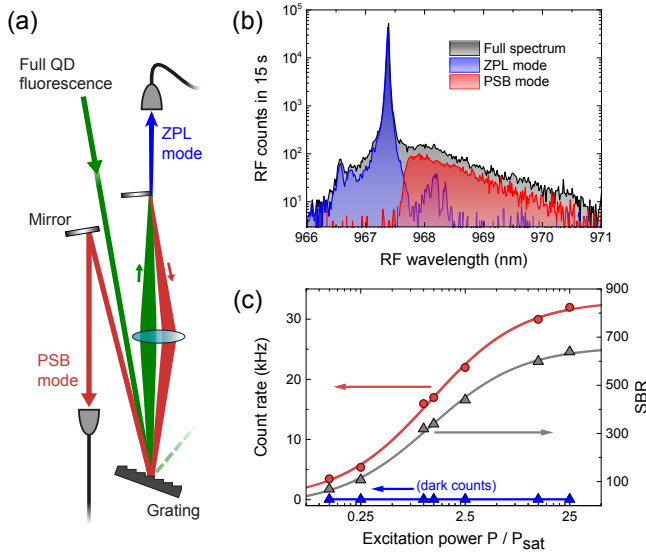 (a)
Full QD
fluorescence
ZPL
mode
Mirror
PSB
mode
Grating
(b)
RF counts in 15 s
10^5
10^4
10^3
10^2
10^1
Full spectrum
ZPL mode
PSB mode
966 967 968 969 970 971
RF wavelength (nm)
(c)
Count rate (kHz)
30
20
10
0
900
700
500
300
100
SBR
(dark counts)
0.25 2.5 25
Excitation power P / P_sat